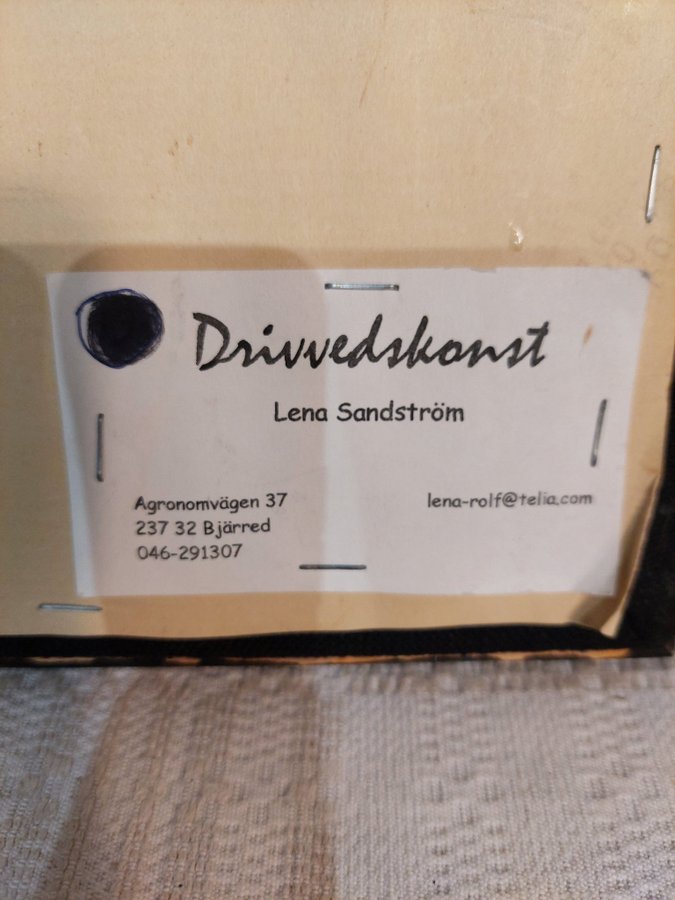 Drivvedskonst
Lena Sandström
Agronomvägen 37
lena-rolf@telia.com
237 32 Bjärred
046-291307